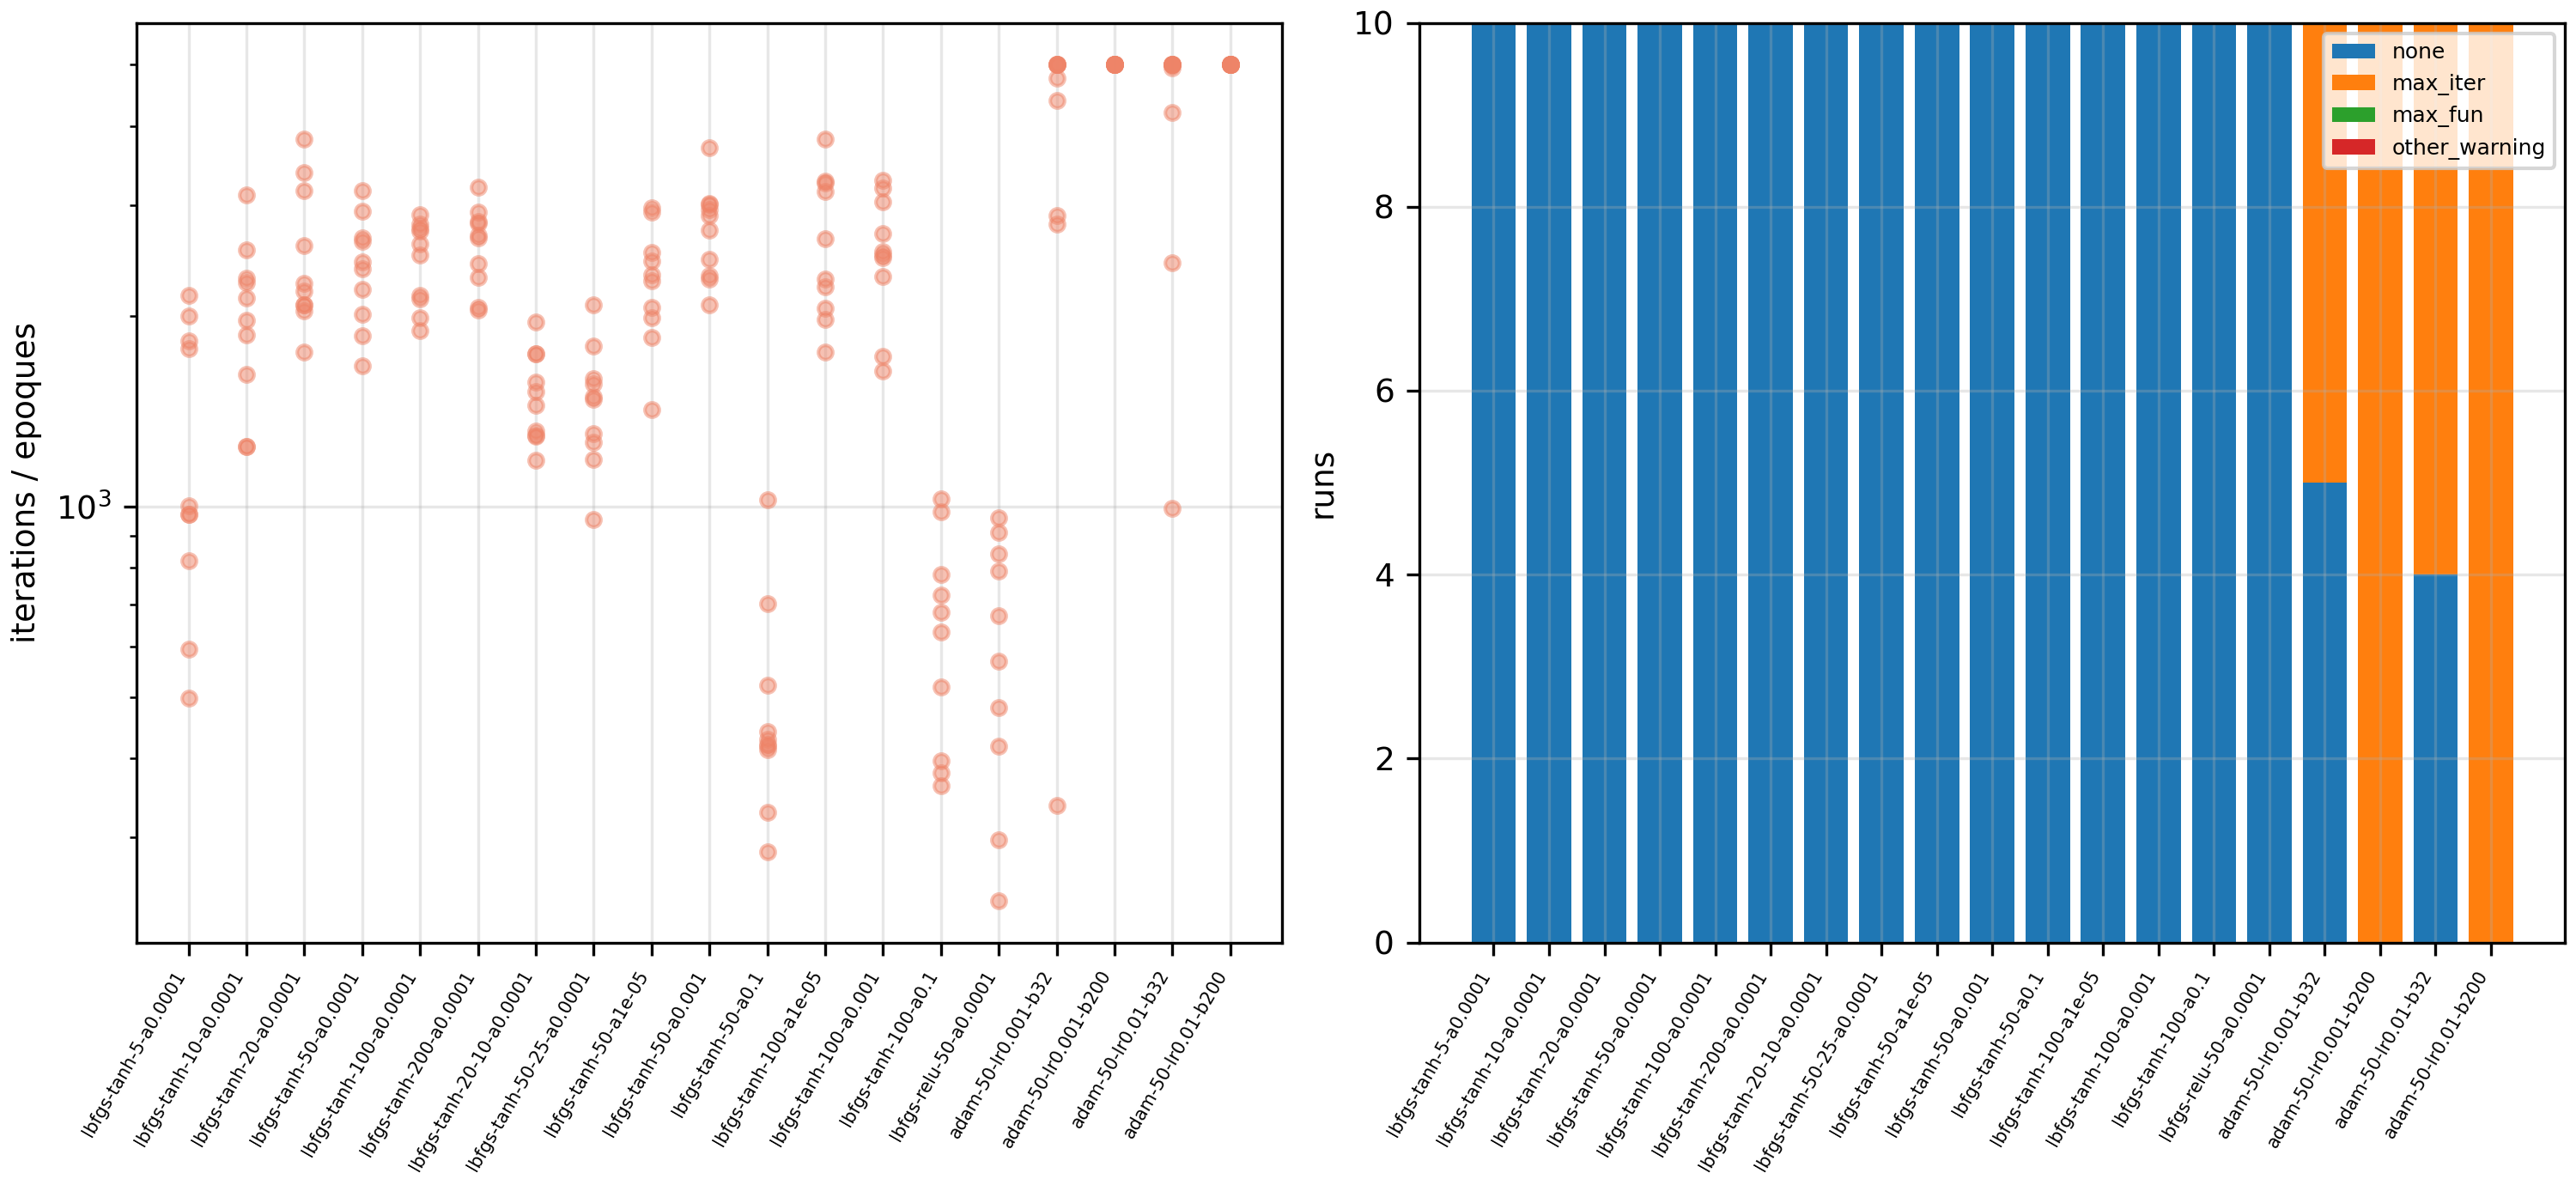 iterations / epoques
10³
lbfgs-tanh-5-a0.0001
lbfgs-tanh-10-a0.0001
lbfgs-tanh-20-a0.0001
lbfgs-tanh-50-a0.0001
lbfgs-tanh-100-a0.0001
lbfgs-tanh-200-a0.0001
lbfgs-tanh-20-10-a0.0001
lbfgs-tanh-50-25-a0.0001
lbfgs-tanh-50-a1e-05
lbfgs-tanh-50-a0.001
lbfgs-tanh-50-a0.1
lbfgs-tanh-100-a1e-05
lbfgs-tanh-100-a0.001
lbfgs-tanh-100-a0.1
lbfgs-relu-50-a0.0001
adam-50-lr0.001-b32
adam-50-lr0.001-b200
adam-50-lr0.01-b32
adam-50-lr0.01-b200
runs
10
8
6
4
2
0
none
max_iter
max_fun
other_warning
lbfgs-tanh-5-a0.0001
lbfgs-tanh-10-a0.0001
lbfgs-tanh-20-a0.0001
lbfgs-tanh-50-a0.0001
lbfgs-tanh-100-a0.0001
lbfgs-tanh-200-a0.0001
lbfgs-tanh-20-10-a0.0001
lbfgs-tanh-50-25-a0.0001
lbfgs-tanh-50-a1e-05
lbfgs-tanh-50-a0.001
lbfgs-tanh-50-a0.1
lbfgs-tanh-100-a1e-05
lbfgs-tanh-100-a0.001
lbfgs-tanh-100-a0.1
lbfgs-relu-50-a0.0001
adam-50-lr0.001-b32
adam-50-lr0.001-b200
adam-50-lr0.01-b32
adam-50-lr0.01-b200